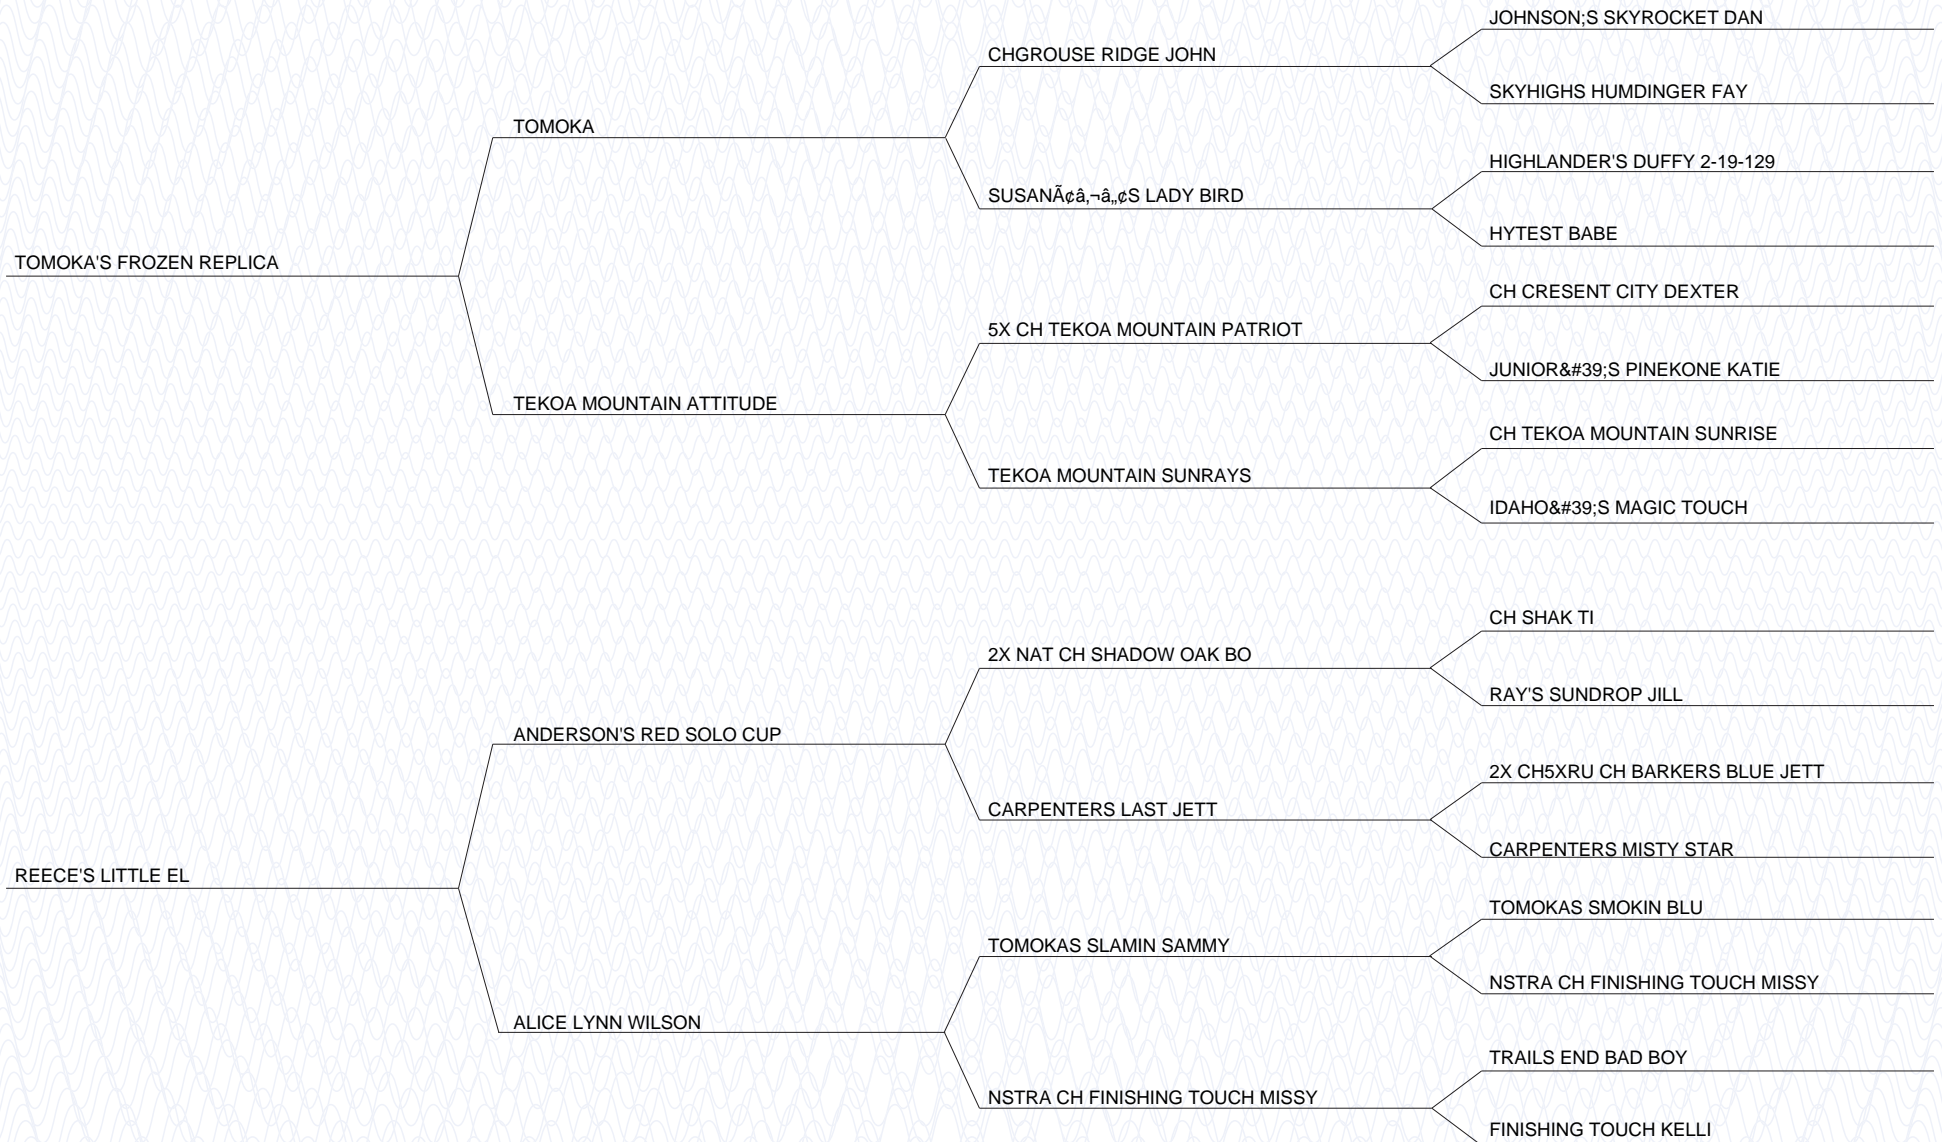 JOHNSON;S SKYROCKET DAN
CHGROUSE RIDGE JOHN
SKYHIGHS HUMDINGER FAY
TOMOKA
HIGHLANDER'S DUFFY 2-19-129
SUSANÃ¢â‚¬â„¢S LADY BIRD
HYTEST BABE
TOMOKA'S FROZEN REPLICA
CH CRESENT CITY DEXTER
5X CH TEKOA MOUNTAIN PATRIOT
JUNIOR&#39;S PINEKONE KATIE
TEKOA MOUNTAIN ATTITUDE
CH TEKOA MOUNTAIN SUNRISE
TEKOA MOUNTAIN SUNRAYS
IDAHO&#39;S MAGIC TOUCH
CH SHAK TI
2X NAT CH SHADOW OAK BO
RAY'S SUNDROP JILL
ANDERSON'S RED SOLO CUP
2X CH5XRU CH BARKERS BLUE JETT
CARPENTERS LAST JETT
CARPENTERS MISTY STAR
REECE'S LITTLE EL
TOMOKAS SMOKIN BLU
TOMOKAS SLAMIN SAMMY
NSTRA CH FINISHING TOUCH MISSY
ALICE LYNN WILSON
TRAILS END BAD BOY
NSTRA CH FINISHING TOUCH MISSY
FINISHING TOUCH KELLI